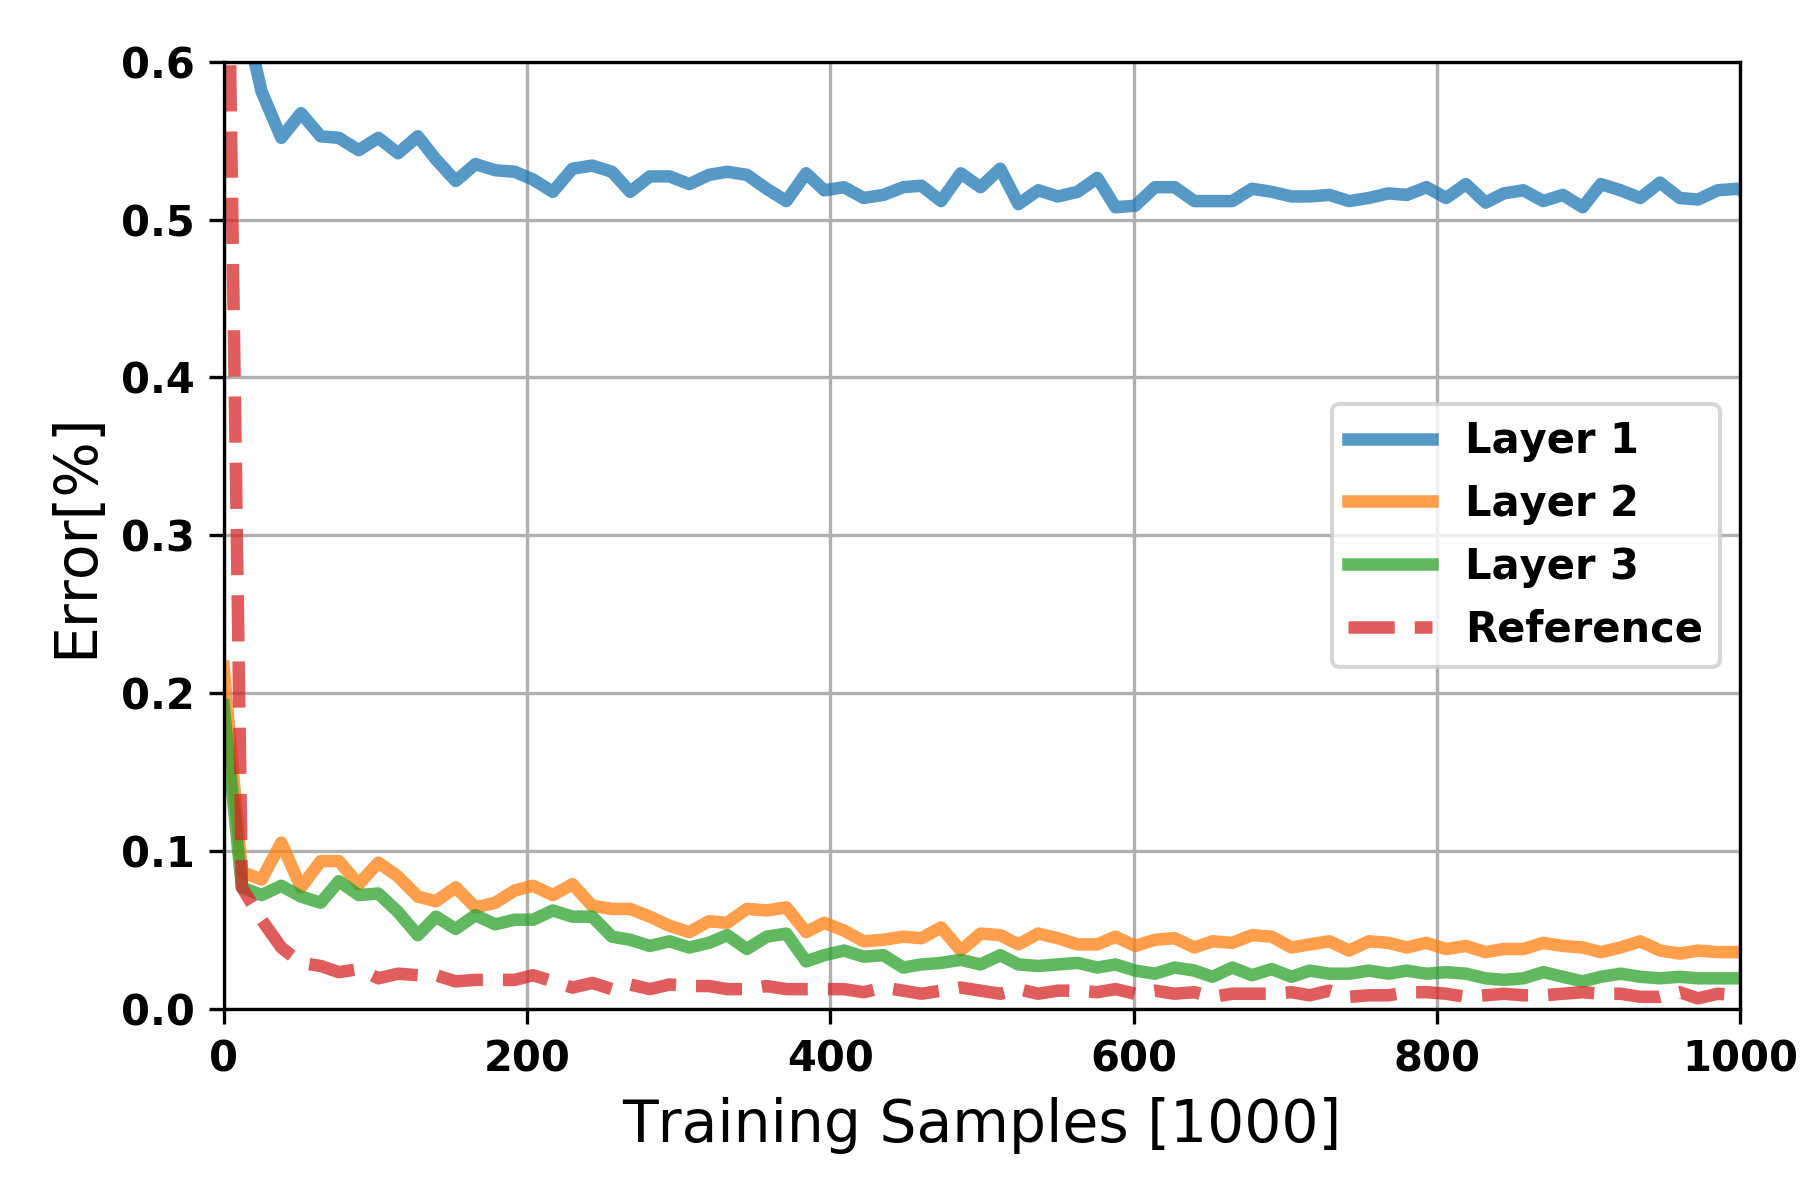 0.6
0.5
0.4
0.3
0.2
0.1
0.0
Error[%]
Layer 1
Layer 2
Layer 3
Reference
0 200 400 600 800 1000
Training Samples [1000]